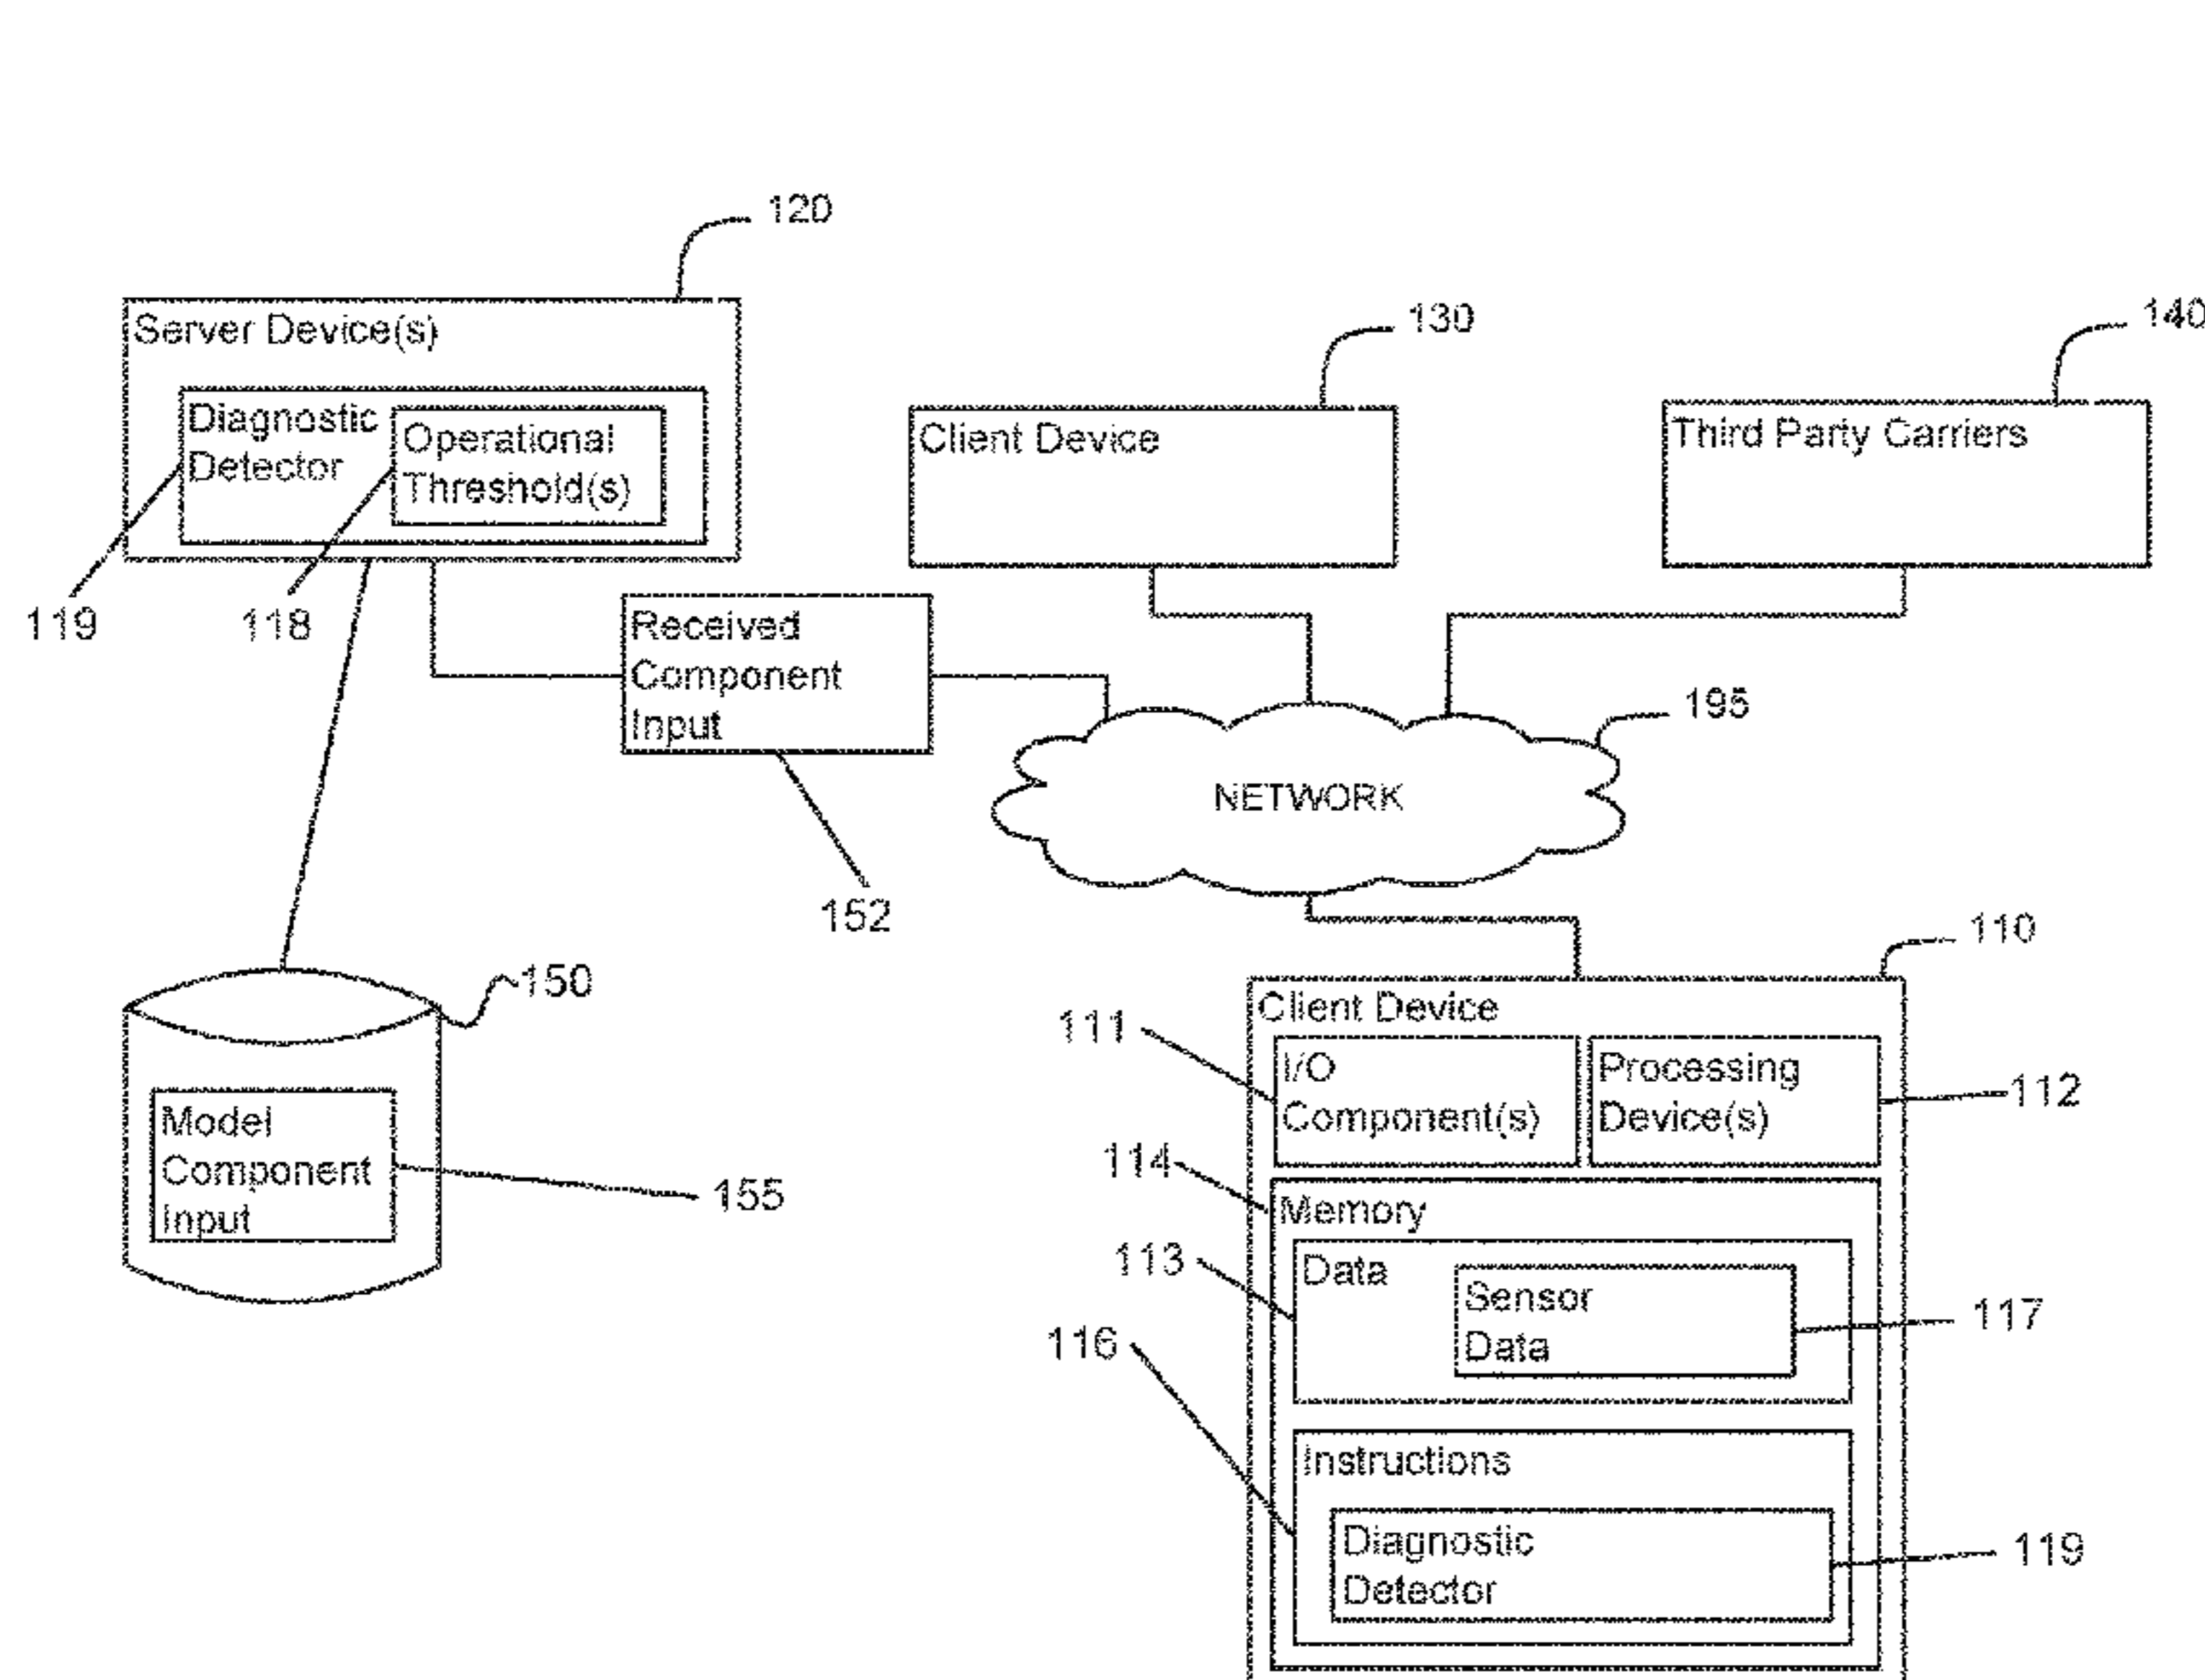 120
Server Device(s)
Diagnostic
Detector
Operational
Threshold(s)
119
118
130
Client Device
140
Third Party Carriers
Received
Component
Input
152
195
NETWORK
150
Model
Component
Input
155
110
Client Device
111
I/O
Component(s)
Processing
Device(s)
112
114
Memory
113
Data
Sensor
Data
117
116
Instructions
Diagnostic
Detector
119